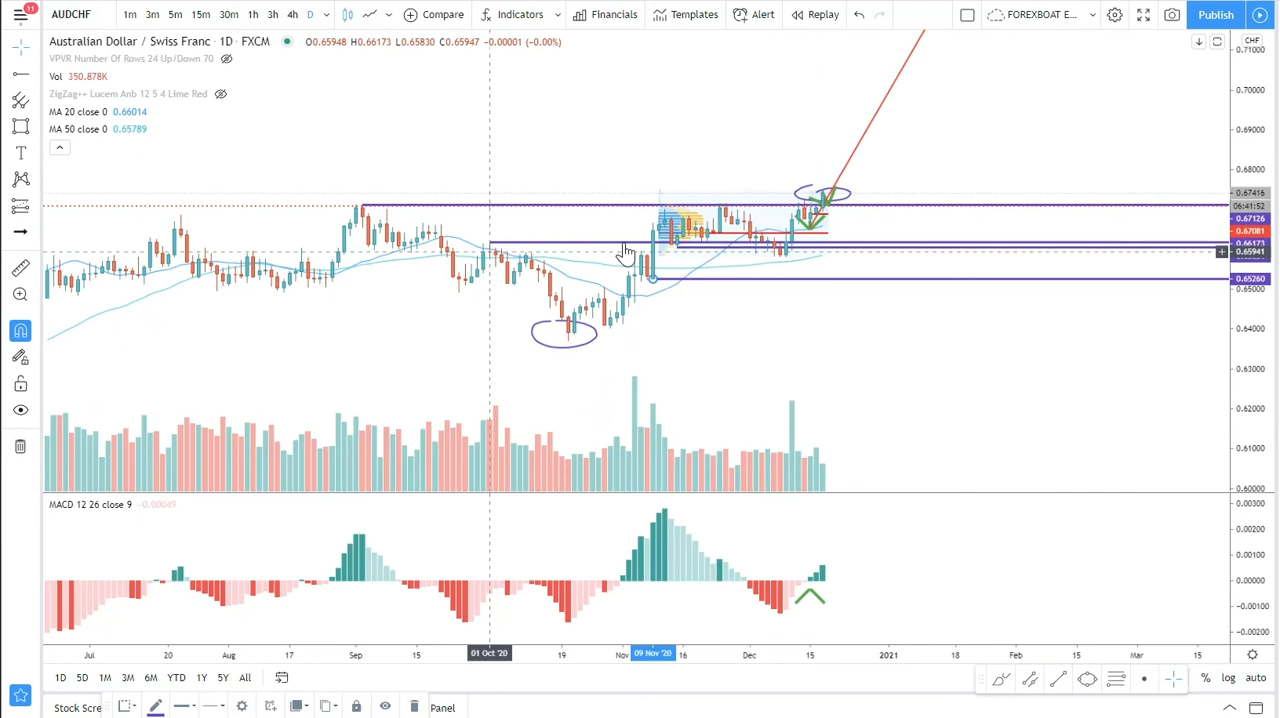 11
AUDCHF 1m 3m 5m 15m 30m 1h 3h 4h D Compare Indicators Financials Templates Alert Replay FOREXBOAT E... Publish
Australian Dollar / Swiss Franc · 1D · FXCM O0.65948 H0.66173 L0.65830 C0.65947 -0.00001 (-0.00%)
VPVR Number Of Rows 24 Up/Down 70
Vol 350.878K
ZigZag++ Lucem Anb 12 5 4 Lime Red
MA 20 close 0 0.66014
MA 50 close 0 0.65789
CHF
0.71000
0.70000
0.69000
0.68000
0.67416
06:41:52
0.67126
0.67081
0.66173
0.65941
0.65260
0.65000
0.64000
0.63000
0.62000
0.61000
0.60000
MACD 12 26 close 9 -0.00049
0.00300
0.00200
0.00100
0.00000
-0.00100
-0.00200
Jul 20 Aug 17 Sep 15 01 Oct '20 19 Nov 09 Nov '20 16 Dec 15 2021 18 Feb 15 Mar 15
1D 5D 1M 3M 6M YTD 1Y 5Y All % log auto
Stock Scre Panel